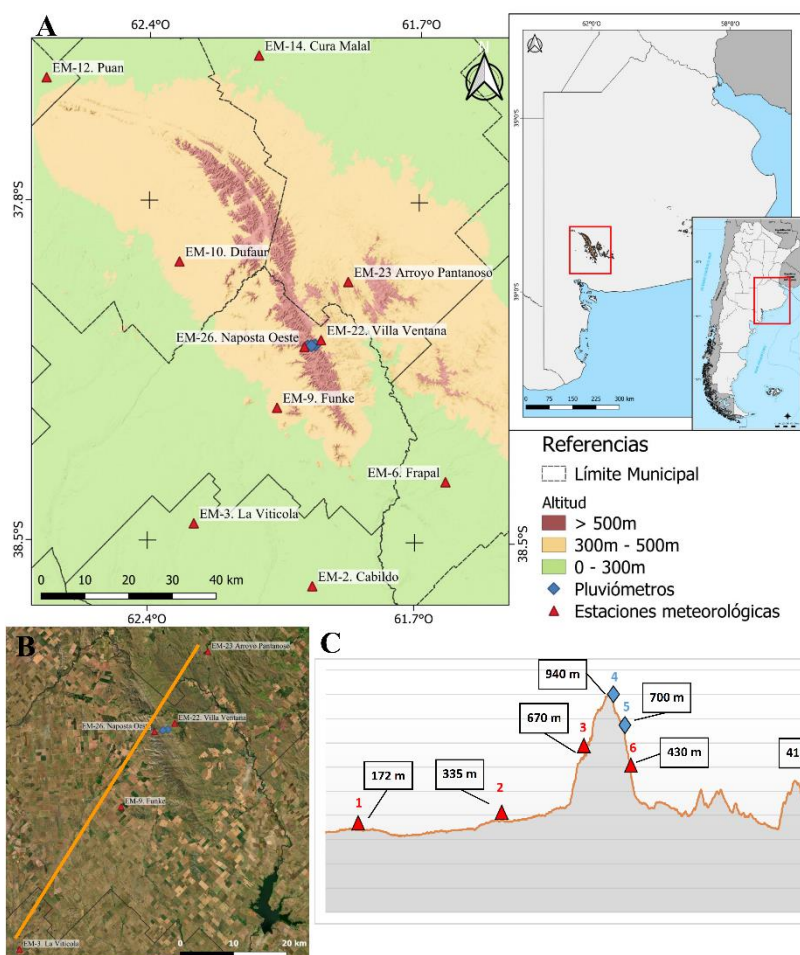 A
62.4°O
61.7°O
EM-14. Cura Malal
EM-12. Puan
N
37.8°S
EM-10. Dufaur
EM-23 Arroyo Pantanoso
EM-22. Villa Ventana
EM-26. Naposta Oeste
EM-9. Funke
EM-6. Frapal
EM-3. La Viticola
38.5°S
38.5°S
EM-2. Cabildo
0 10 20 30 40 km
62.4°O
61.7°O
62°0'O
58°0'O
0 75 150 225 300 km
Referencias
Límite Municipal
Altitud
> 500m
300m - 500m
0 - 300m
Pluviómetros
Estaciones meteorológicas
B
EM-23 Arroyo Pantanoso
EM-26. Naposta Oeste
EM-22. Villa Ventana
EM-9. Funke
EM-3. La Viticola
0 10 20 km
C
940 m
4
700 m
5
670 m
3
6
430 m
41
335 m
2
172 m
1